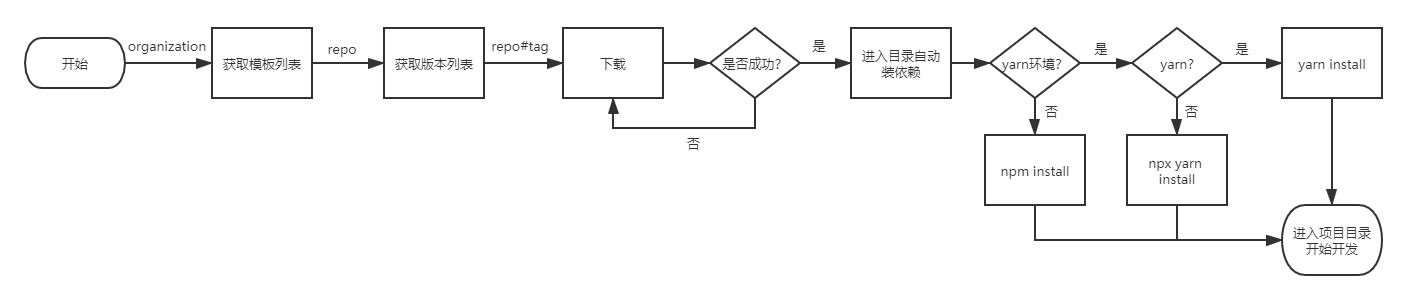 开始
organization
获取模板列表
repo
获取版本列表
repo#tag
下载
是否成功?
是
否
进入目录自动
装依赖
yarn环境?
是
否
npm install
yarn?
是
否
npx yarn
install
yarn install
进入项目目录
开始开发